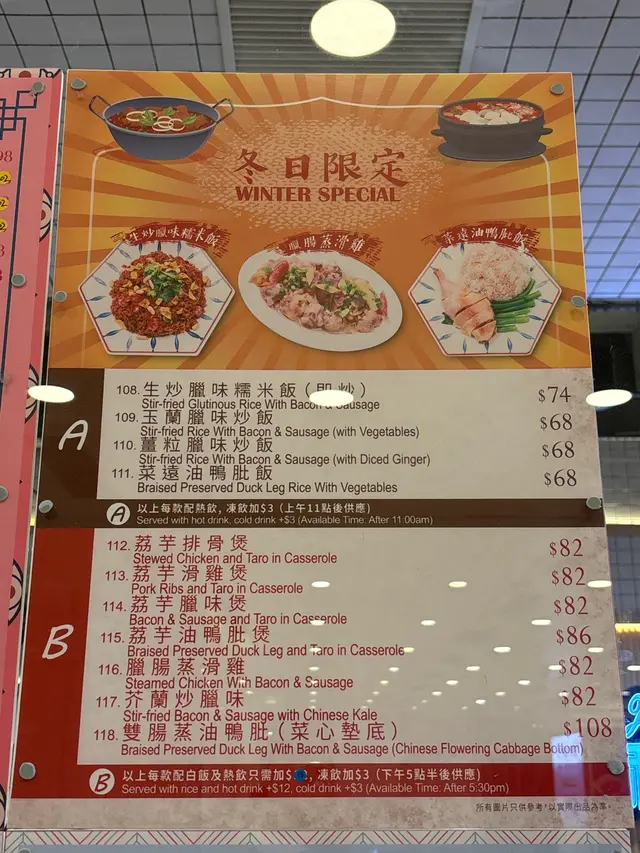 冬日限定
WINTER SPECIAL
生炒臘味糯米飯
臘腸蒸滑雞
菜遠油鴨髀飯
A
108. 生炒臘味糯米飯（即炒） $74
Stir-fried Glutinous Rice With Bacon & Sausage
109. 玉蘭臘味炒飯 $68
Stir-fried Rice With Bacon & Sausage (with Vegetables)
110. 薑粒臘味炒飯 $68
Stir-fried Rice With Bacon & Sausage (with Diced Ginger)
111. 菜遠油鴨髀飯 $68
Braised Preserved Duck Leg Rice With Vegetables
A 以上每款配熱飲, 凍飲加$3（上午11點後供應）
Served with hot drink, cold drink +$3 (Available Time: After 11:00am)
B
112. 荔芋排骨煲 $82
Stewed Chicken and Taro in Casserole
113. 荔芋滑雞煲 $82
Pork Ribs and Taro in Casserole
114. 荔芋臘味煲 $82
Bacon & Sausage and Taro in Casserole
115. 荔芋油鴨髀煲 $86
Braised Preserved Duck Leg and Taro in Casserole
116. 臘腸蒸滑雞 $82
Steamed Chicken With Bacon & Sausage
117. 芥蘭炒臘味 $82
Stir-fried Bacon & Sausage with Chinese Kale
118. 雙腸蒸油鴨髀（菜心墊底） $108
Braised Preserved Duck Leg With Bacon & Sausage (Chinese Flowering Cabbage Bottom)
B 以上每款配白飯及熱飲只需加$, 凍飲加$3（下午5點半後供應）
Served with rice and hot drink +$12, cold drink +$3 (Available Time: After 5:30pm)
所有圖片只供參考，以實際出品為準。